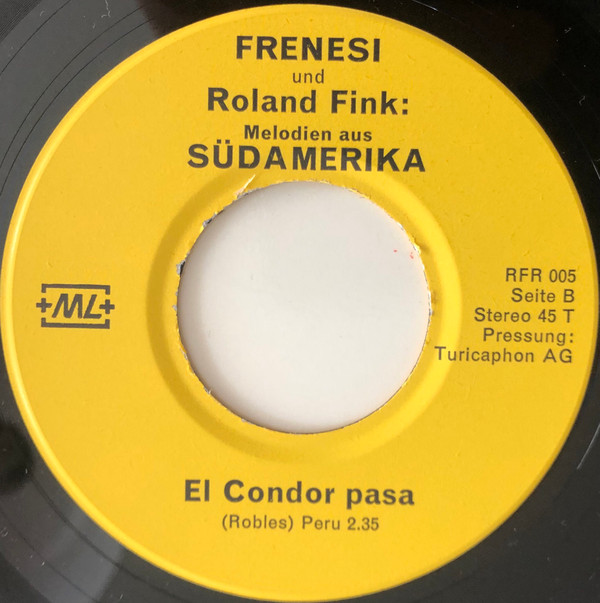 FRENESI
und
Roland Fink:
Melodien aus
SÜDAMERIKA
+ML+
RFR 005
Seite B
Stereo 45 T
Pressung:
Turicaphon AG
El Condor pasa
(Robles) Peru 2.35